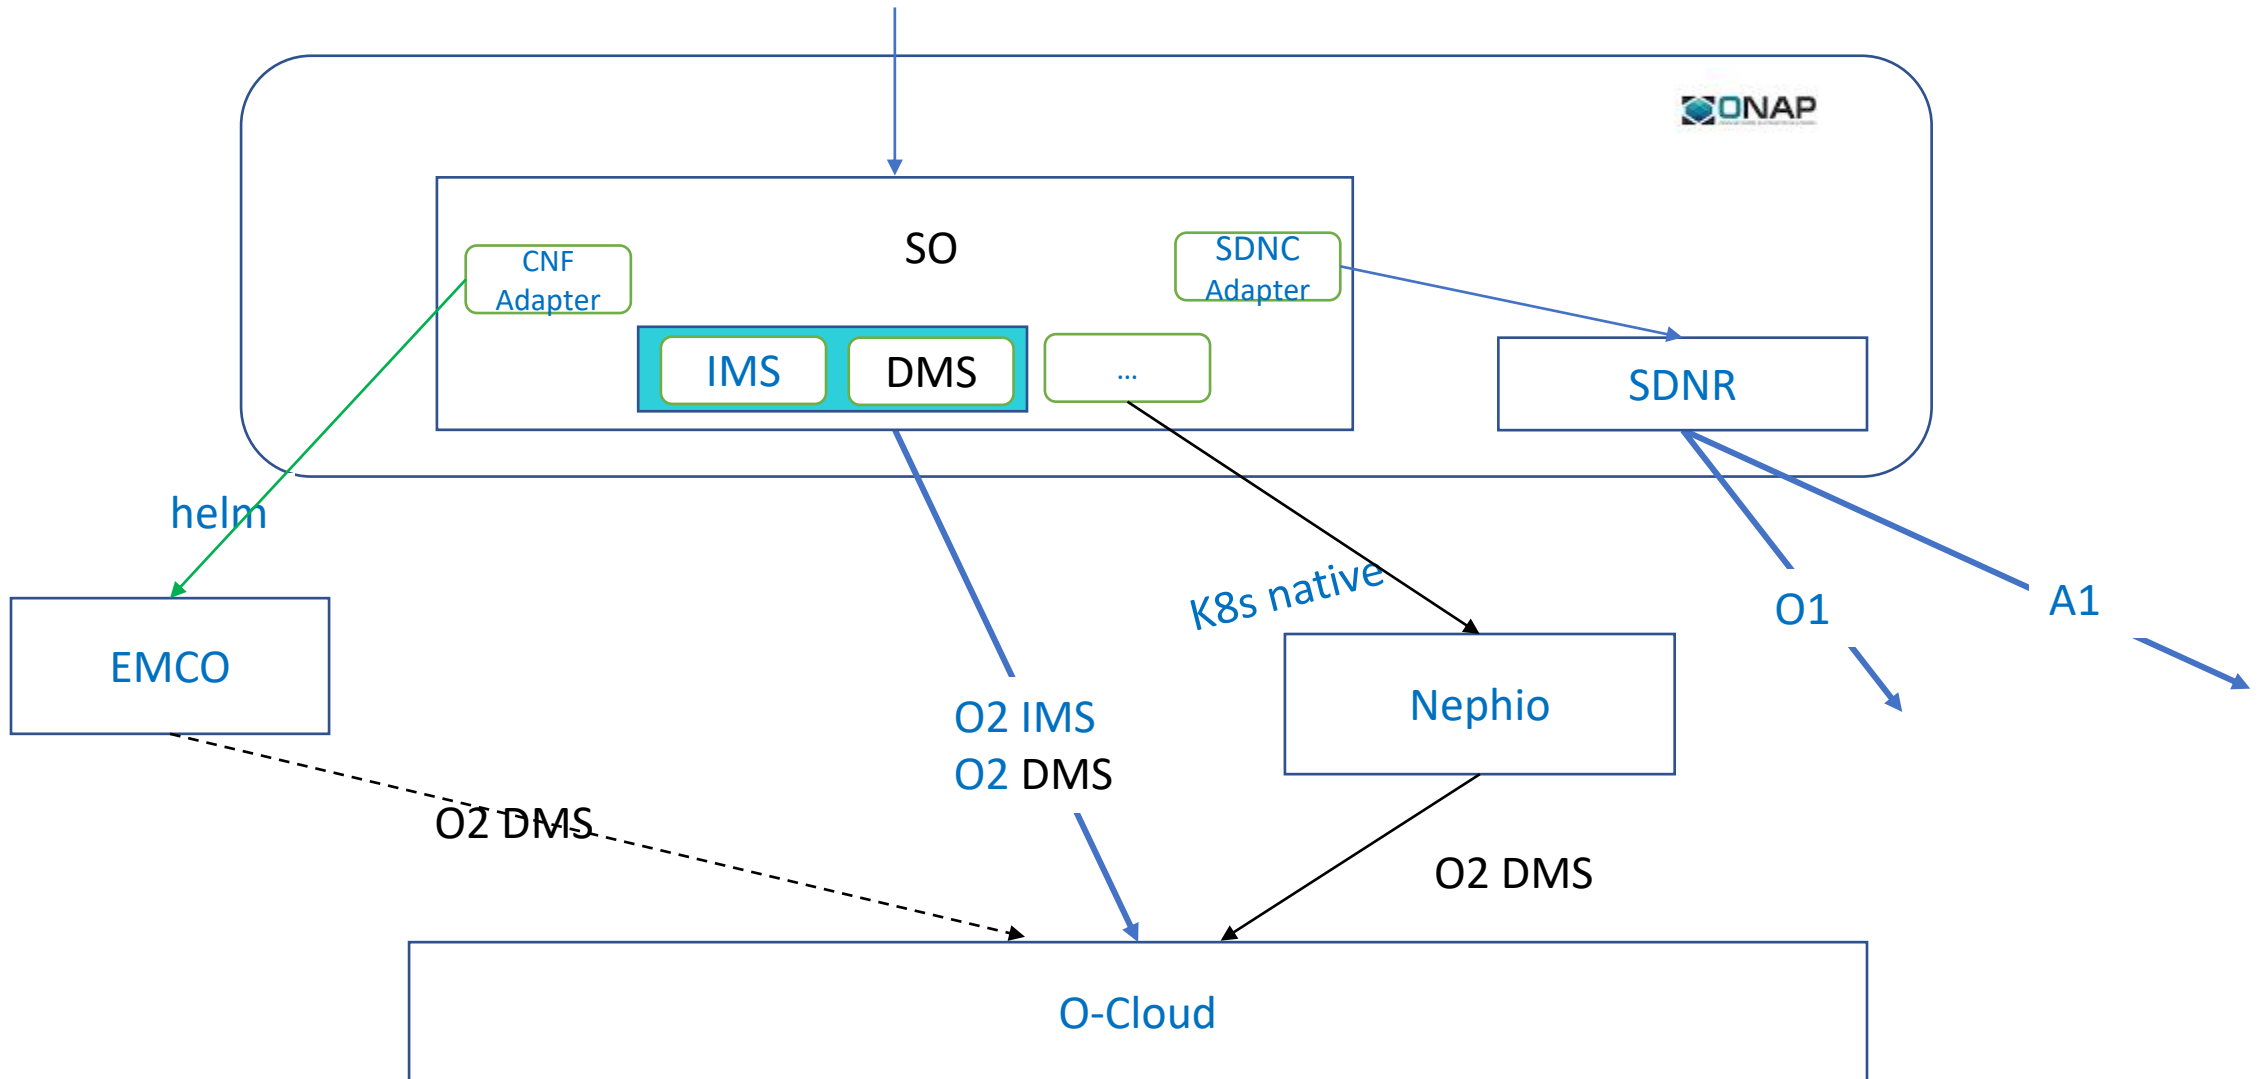 ONAP
SO
CNF
Adapter
SDNC
Adapter
IMS
DMS
...
SDNR
helm
K8s native
O1
A1
EMCO
O2 IMS
O2 DMS
Nephio
O2 DMS
O2 DMS
O-Cloud